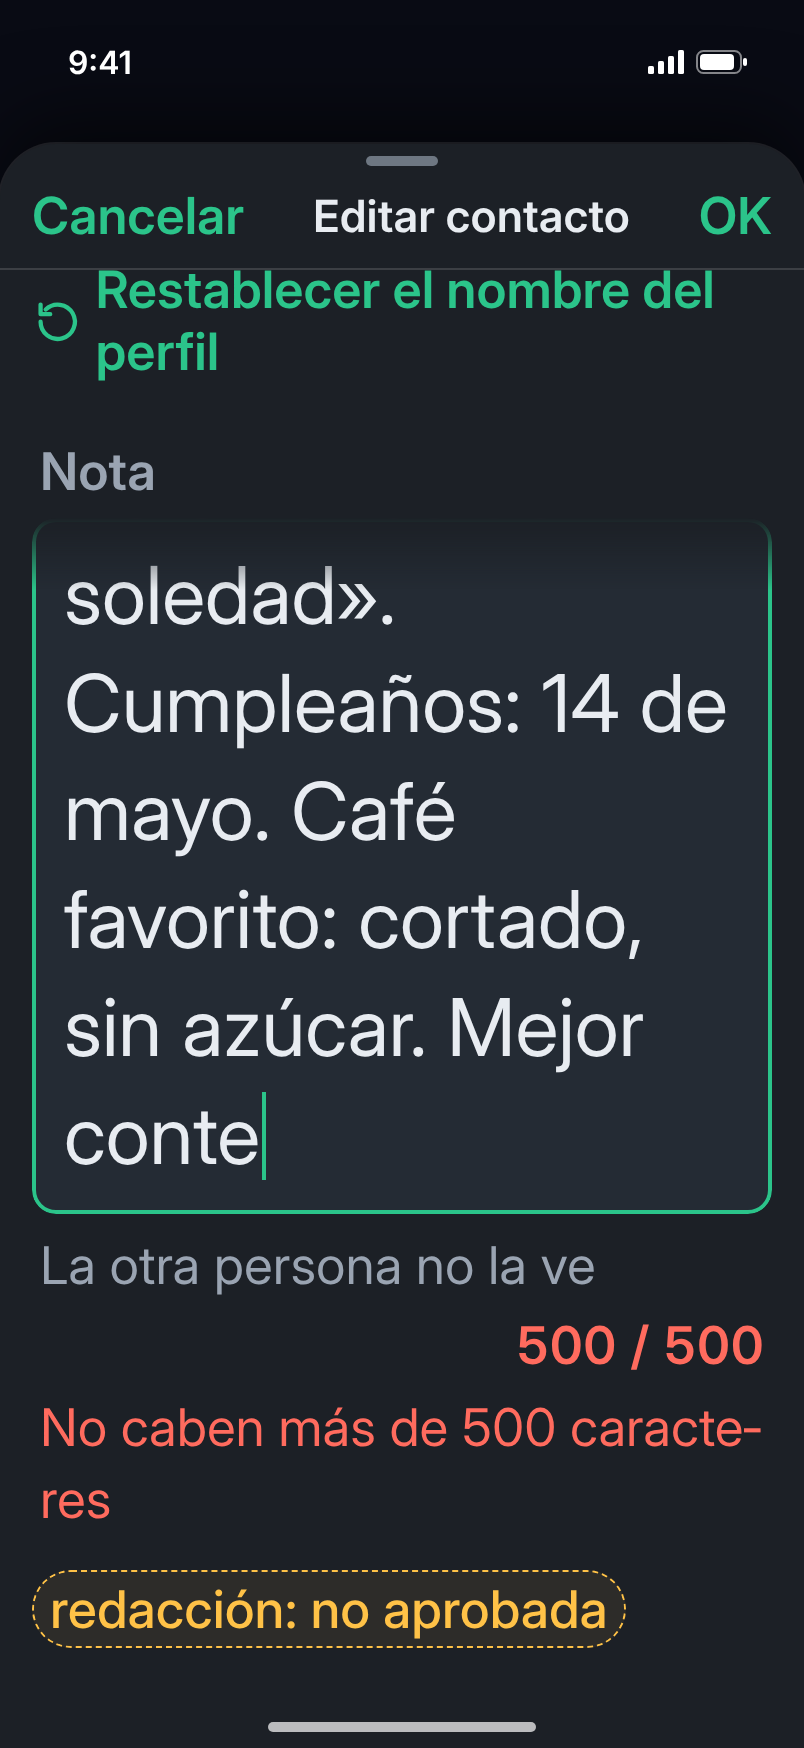 9:41
Cancelar
Editar contacto
OK
Restablecer el nombre del
perfil
Nota
soledad».
Cumpleaños: 14 de
mayo. Café
favorito: cortado,
sin azúcar. Mejor
conte
La otra persona no la ve
500 / 500
No caben más de 500 caracte-
res
redacción: no aprobada